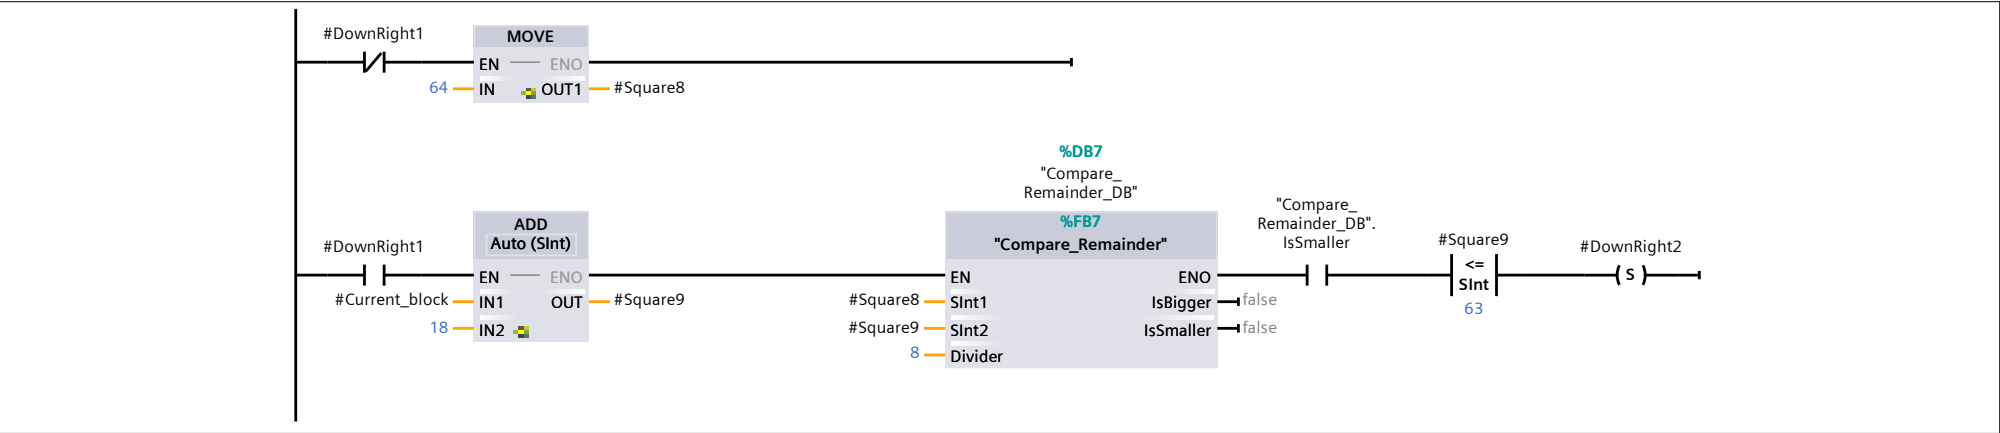 #DownRight1
MOVE
EN ENO
64 IN OUT1 #Square8
%DB7
"Compare_
Remainder_DB"
#DownRight1
ADD
Auto (SInt)
EN ENO
#Current_block IN1 OUT #Square9
18 IN2
%FB7
"Compare_Remainder"
EN ENO
#Square8 SInt1 IsBigger false
#Square9 SInt2 IsSmaller false
8 Divider
"Compare_
Remainder_DB".
IsSmaller
#Square9
<=
SInt
63
#DownRight2
S